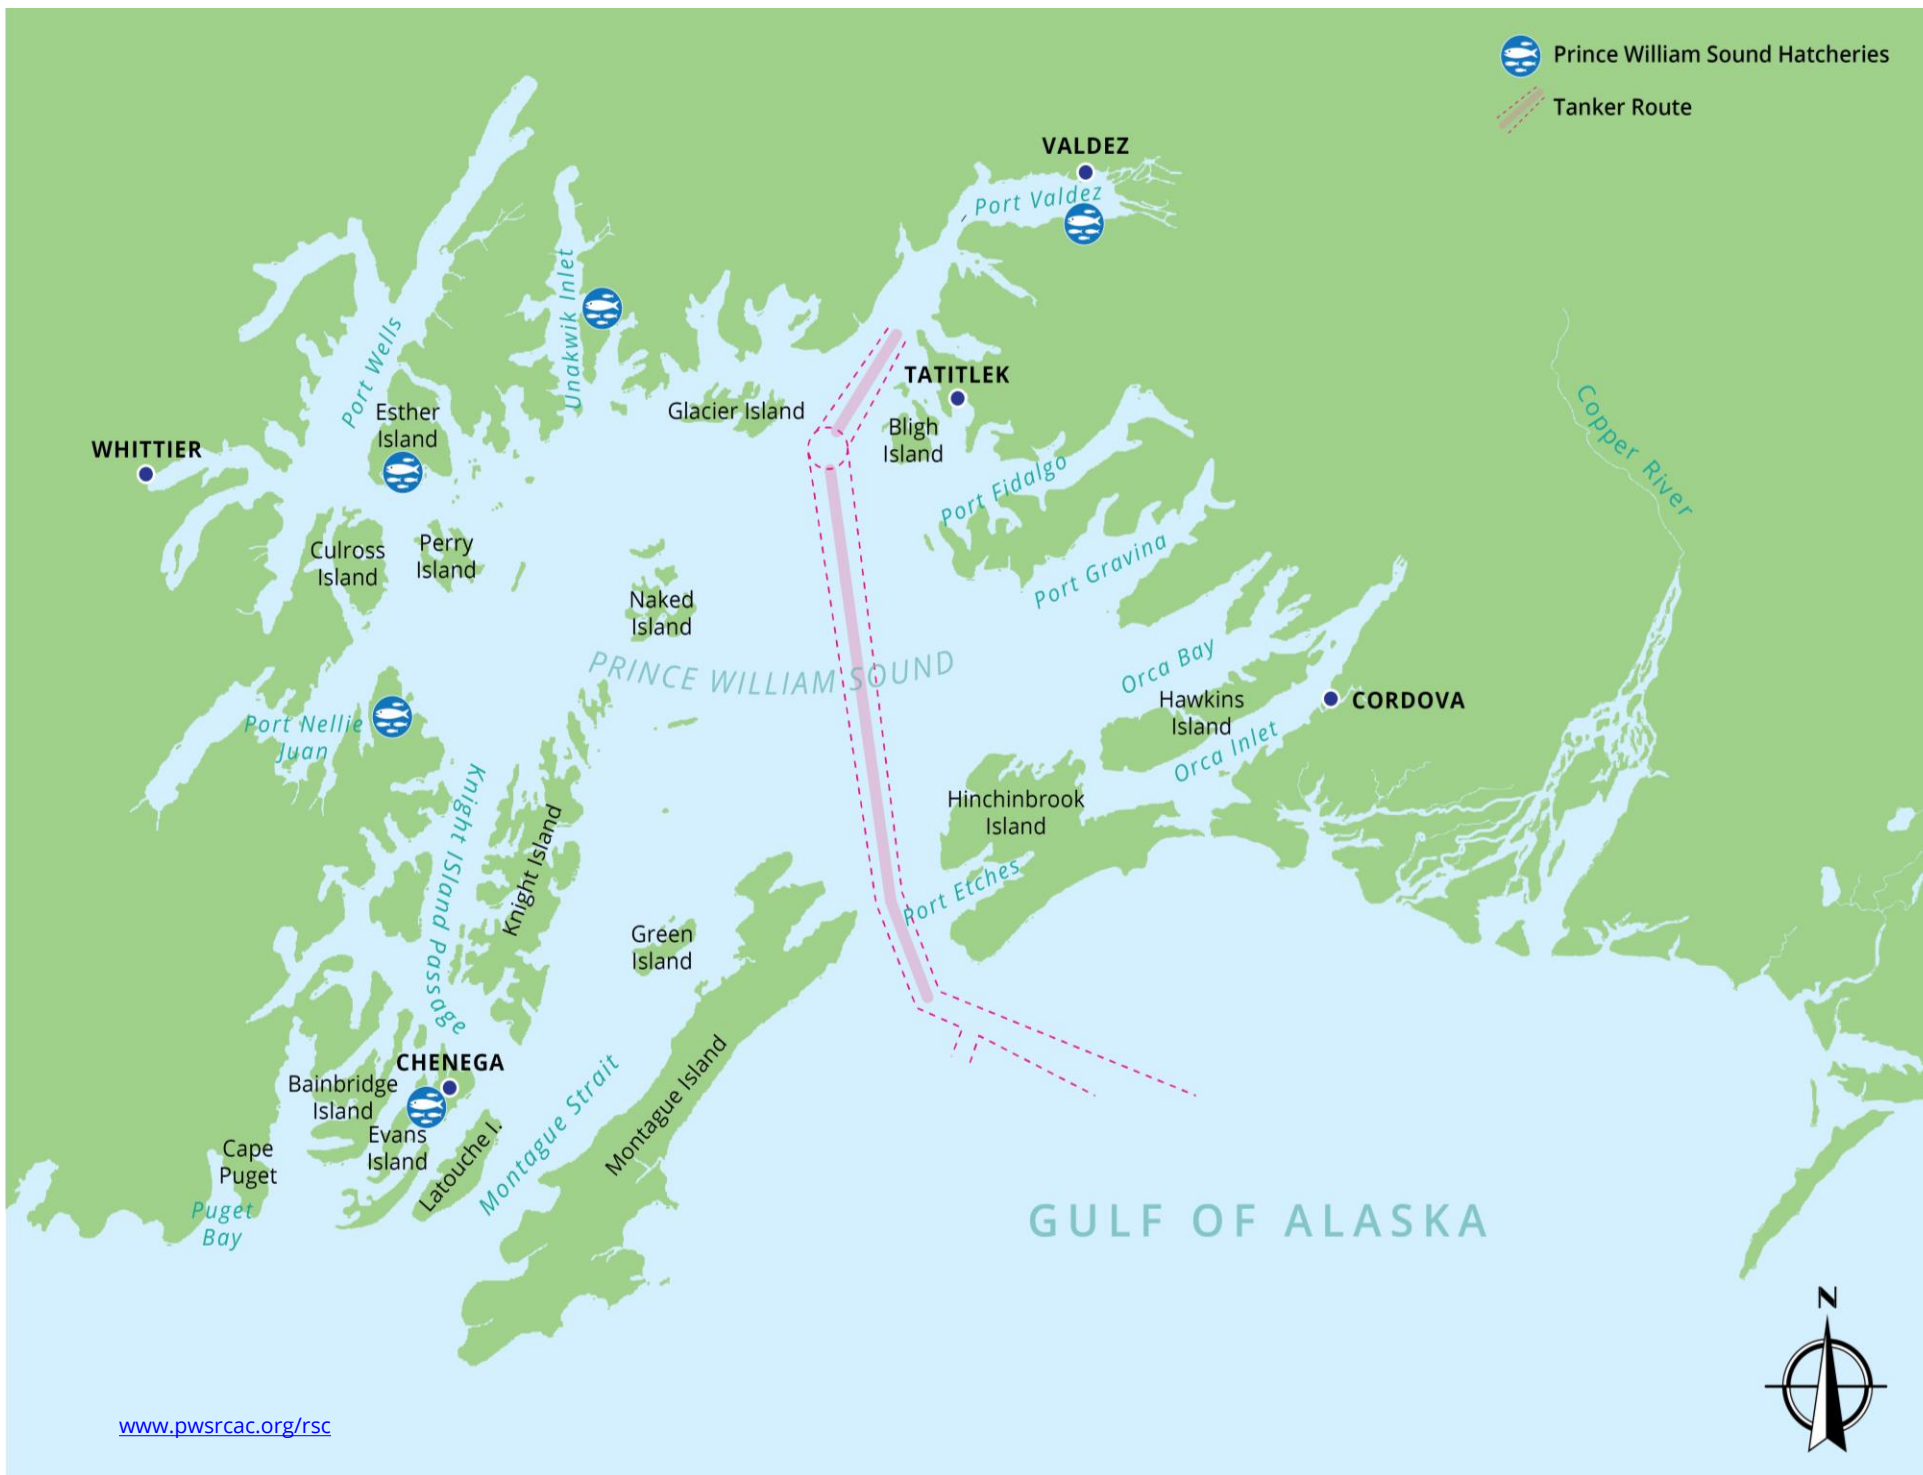 Prince William Sound Hatcheries
Tanker Route
VALDEZ
Port Valdez
Unakwik Inlet
Port Wells
Esther
Island
Glacier Island
TATITLEK
Bligh
Island
Copper River
WHITTIER
Port Fidalgo
Culross
Island
Perry
Island
Port Gravina
Naked
Island
PRINCE WILLIAM SOUND
Orca Bay
Hawkins
Island
CORDOVA
Orca Inlet
Port Nellie
Juan
Knight ISland Passage
Knight Island
Hinchinbrook
Island
Port Etches
Green
Island
CHENEGA
Bainbridge
Island
Evans
Island
Latouche I.
Montague Strait
Montague Island
Cape
Puget
Puget
Bay
GULF OF ALASKA
N
www.pwsrcac.org/rsc